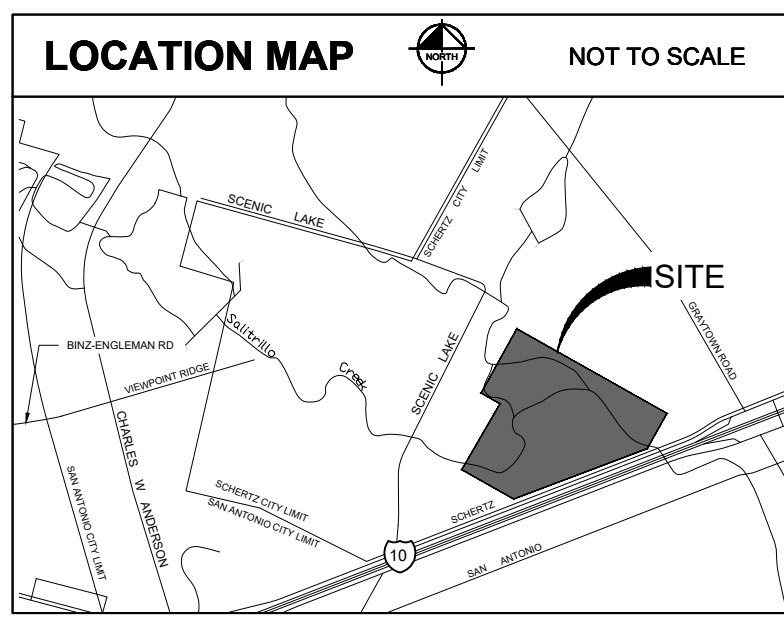 LOCATION MAP
NORTH
NOT TO SCALE
SCENIC LAKE
SCHERTZ CITY LIMIT
SITE
GRAYTOWN ROAD
Salitrillo
Creek
BINZ-ENGLEMAN RD
VIEWPOINT RIDGE
SCENIC LAKE
CHARLES W ANDERSON
SAN ANTONIO CITY LIMIT
SCHERTZ CITY LIMIT
SAN ANTONIO CITY LIMIT
SCHERTZ
10
SAN ANTONIO